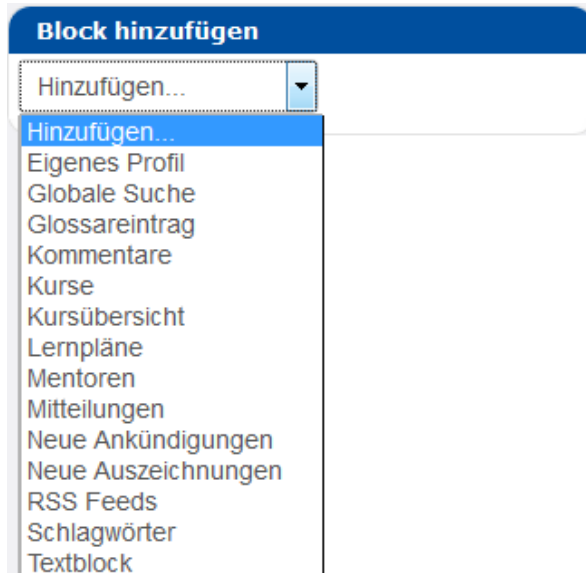 Block hinzufügen
Hinzufügen...
Hinzufügen...
Eigenes Profil
Globale Suche
Glossareintrag
Kommentare
Kurse
Kursübersicht
Lernpläne
Mentoren
Mitteilungen
Neue Ankündigungen
Neue Auszeichnungen
RSS Feeds
Schlagwörter
Textblock